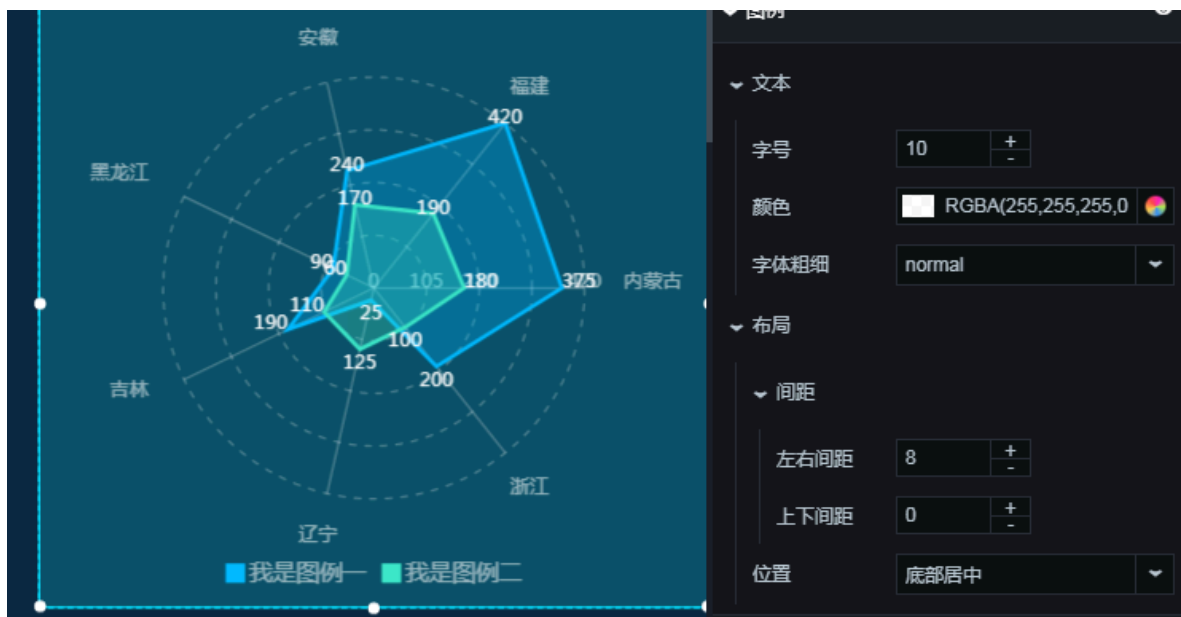 安徽
福建
420
240
黑龙江
170
190
90
60
0
105
180
375
内蒙古
110
25
190
100
125
200
吉林
浙江
辽宁
我是图例一
我是图例二
图例
文本
字号
10
+
-
颜色
RGBA(255,255,255,0
字体粗细
normal
布局
间距
左右间距
8
+
-
上下间距
0
+
-
位置
底部居中